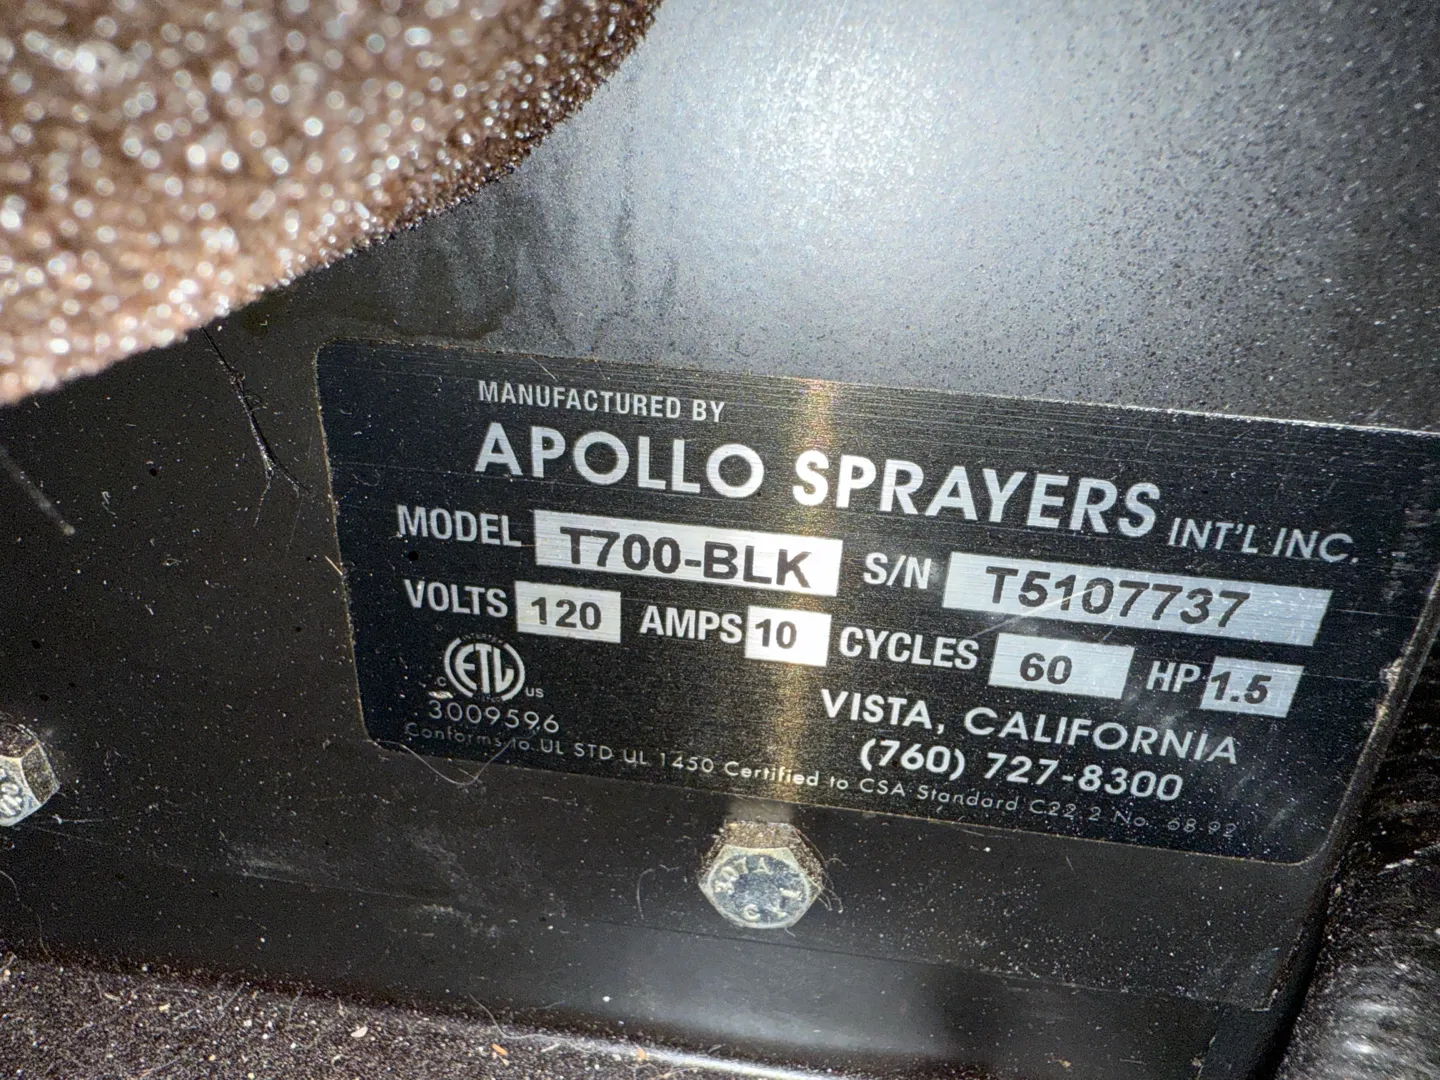 MANUFACTURED BY
APOLLO SPRAYERS INT'L INC.
MODEL T700-BLK S/N T5107737
VOLTS 120 AMPS 10 CYCLES 60 HP 1.5
C ETL US
3009596
VISTA, CALIFORNIA
(760) 727-8300
Conforms to UL STD UL 1450 Certified to CSA Standard C22.2 No. 68-92